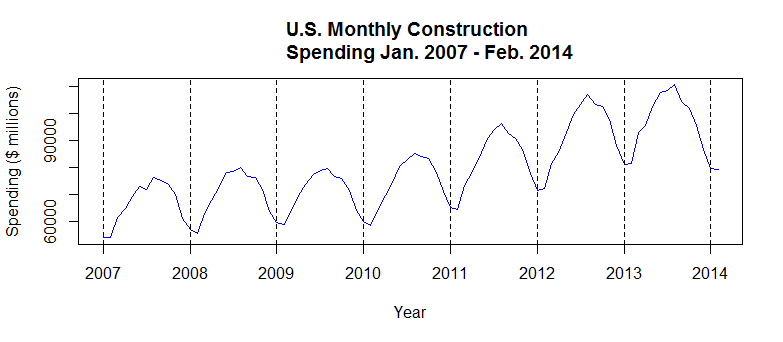 U.S. Monthly Construction
Spending Jan. 2007 - Feb. 2014
Spending ($ millions)
90000
60000
2007 2008 2009 2010 2011 2012 2013 2014
Year